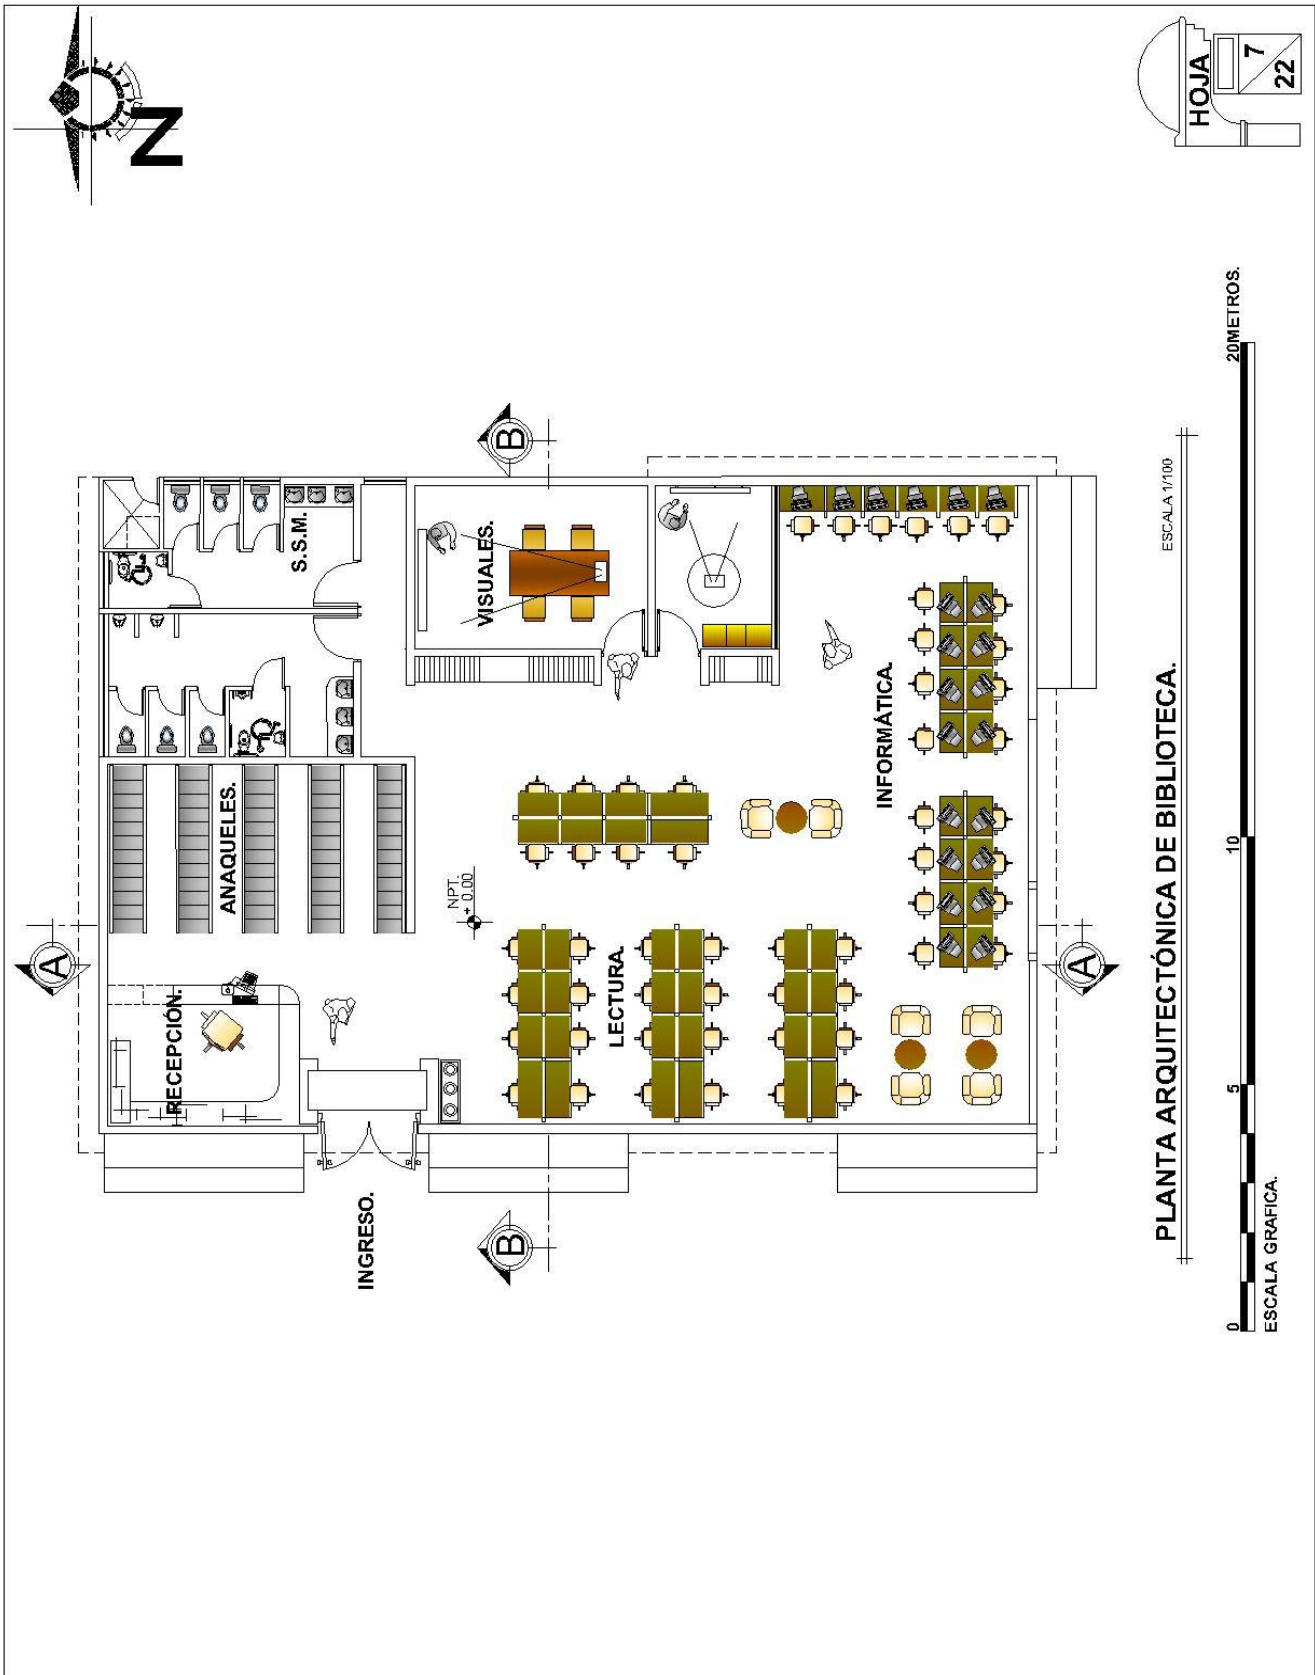 N
HOJA
7
22
S.S.M.
VISUALES.
ANAQUELES.
INFORMÁTICA.
RECEPCIÓN.
NPT.
+ 0.00
LECTURA.
INGRESO.
A
A
B
B
PLANTA ARQUITECTÓNICA DE BIBLIOTECA.
ESCALA 1/100
0
5
10
20METROS.
ESCALA GRAFICA.